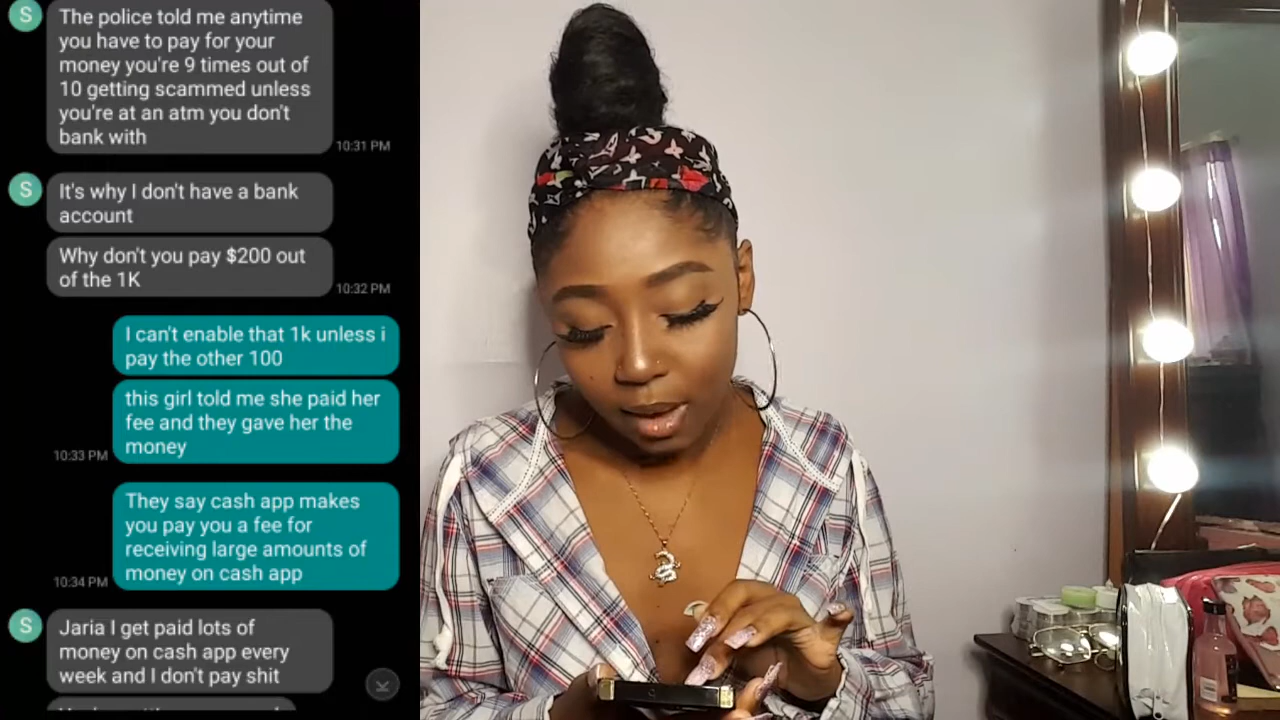 S
The police told me anytime
you have to pay for your
money you're 9 times out of
10 getting scammed unless
you're at an atm you don't
bank with
10:31 PM
S
It's why I don't have a bank
account
Why don't you pay $200 out
of the 1K
10:32 PM
I can't enable that 1k unless i
pay the other 100
this girl told me she paid her
fee and they gave her the
money
10:33 PM
They say cash app makes
you pay you a fee for
receiving large amounts of
money on cash app
10:34 PM
S
Jaria I get paid lots of
money on cash app every
week and I don't pay shit